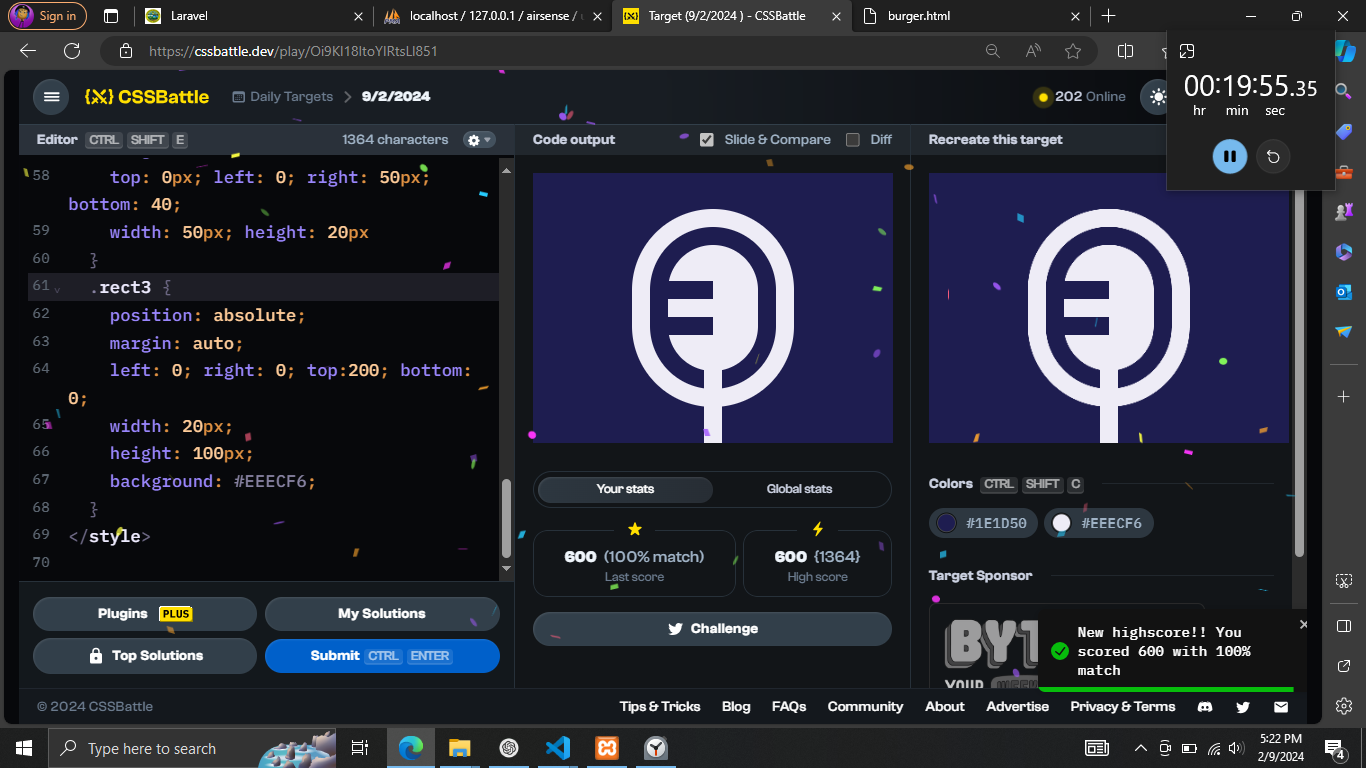 Sign in
Laravel
localhost / 127.0.0.1 / airsense / u
Target (9/2/2024 ) - CSSBattle
burger.html
https://cssbattle.dev/play/Oi9KI18ItoYIRtsLI851
00:19:55.35
hr min sec
{X} CSSBattle
Daily Targets
9/2/2024
202 Online
Editor CTRL SHIFT E
1364 characters
Code output
Slide & Compare
Diff
Recreate this target
58 top: 0px; left: 0; right: 50px;
bottom: 40;
59 width: 50px; height: 20px
60 }
61 .rect3 {
62 position: absolute;
63 margin: auto;
64 left: 0; right: 0; top:200; bottom:
0;
65 width: 20px;
66 height: 100px;
67 background: #EEECF6;
68 }
69 </style>
70
Your stats
Global stats
600 (100% match)
Last score
600 {1364}
High score
Challenge
Colors CTRL SHIFT C
#1E1D50
#EEECF6
Target Sponsor
Plugins PLUS
My Solutions
Top Solutions
Submit CTRL ENTER
New highscore!! You
scored 600 with 100%
match
© 2024 CSSBattle
Tips & Tricks
Blog
FAQs
Community
About
Advertise
Privacy & Terms
Type here to search
5:22 PM
2/9/2024
4